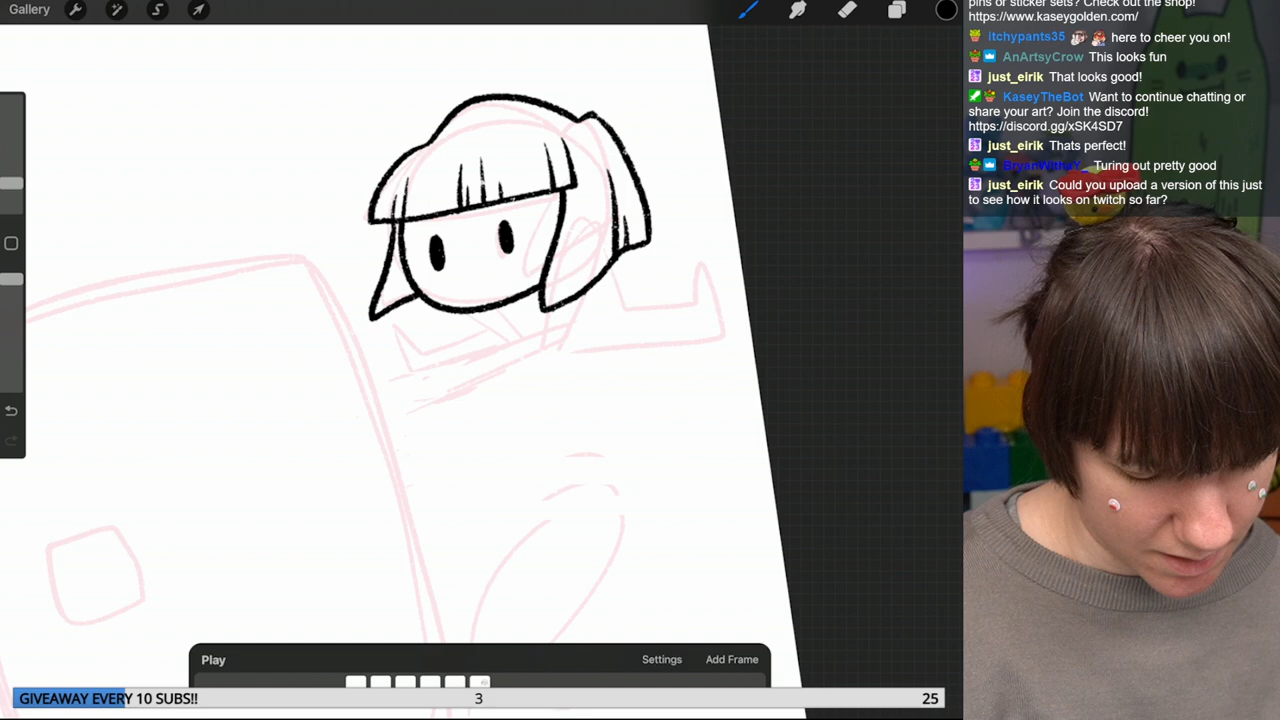 Gallery
pins or sticker sets? Check out the shop!
https://www.kaseygolden.com/
itchypants35 here to cheer you on!
AnArtsyCrow This looks fun
just_eirik That looks good!
KaseyTheBot Want to continue chatting or
share your art? Join the discord!
https://discord.gg/xSK4SD7
just_eirik Thats perfect!
Turing out pretty good
just_eirik Could you upload a version of this just
to see how it looks on twitch so far?
Play
Settings
Add Frame
GIVEAWAY EVERY 10 SUBS!!
3
25